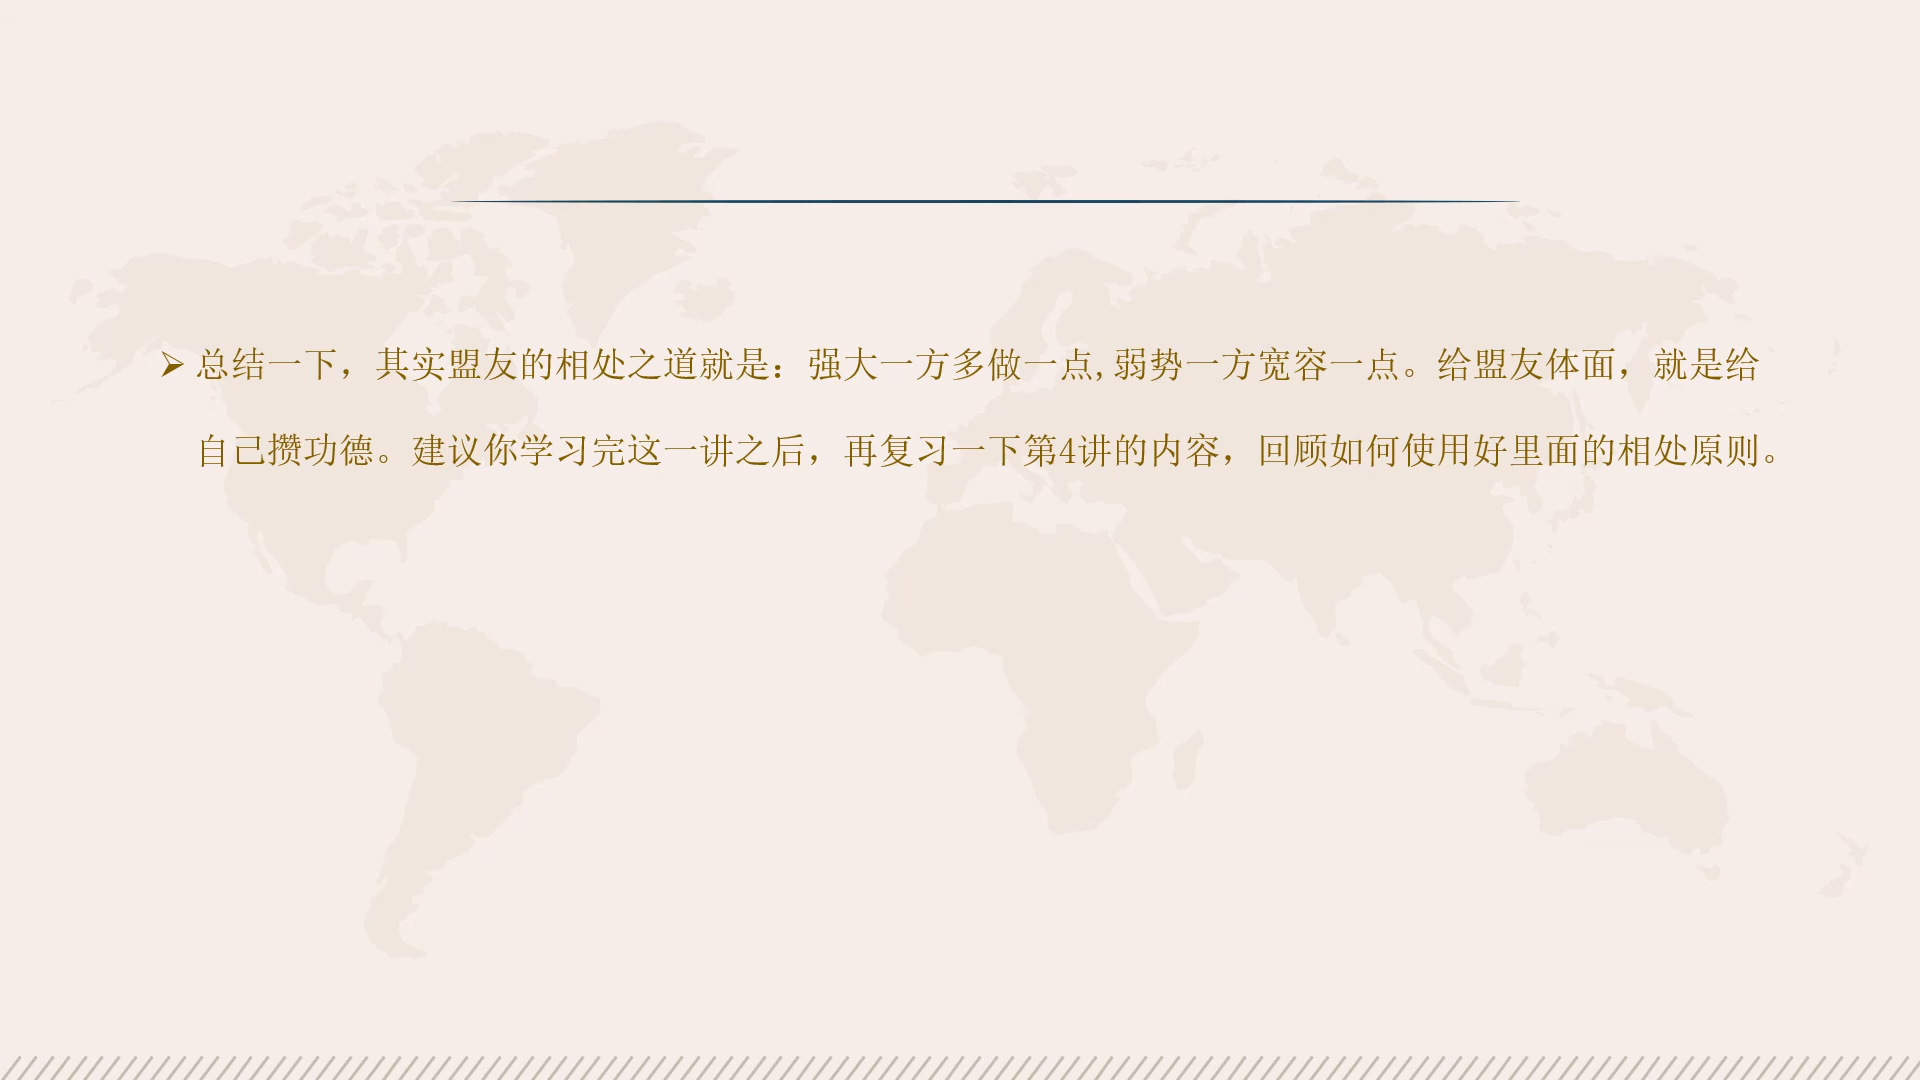 ➢ 总结一下，其实盟友的相处之道就是：强大一方多做一点,弱势一方宽容一点。给盟友体面，就是给
自己攒功德。建议你学习完这一讲之后，再复习一下第4讲的内容，回顾如何使用好里面的相处原则。